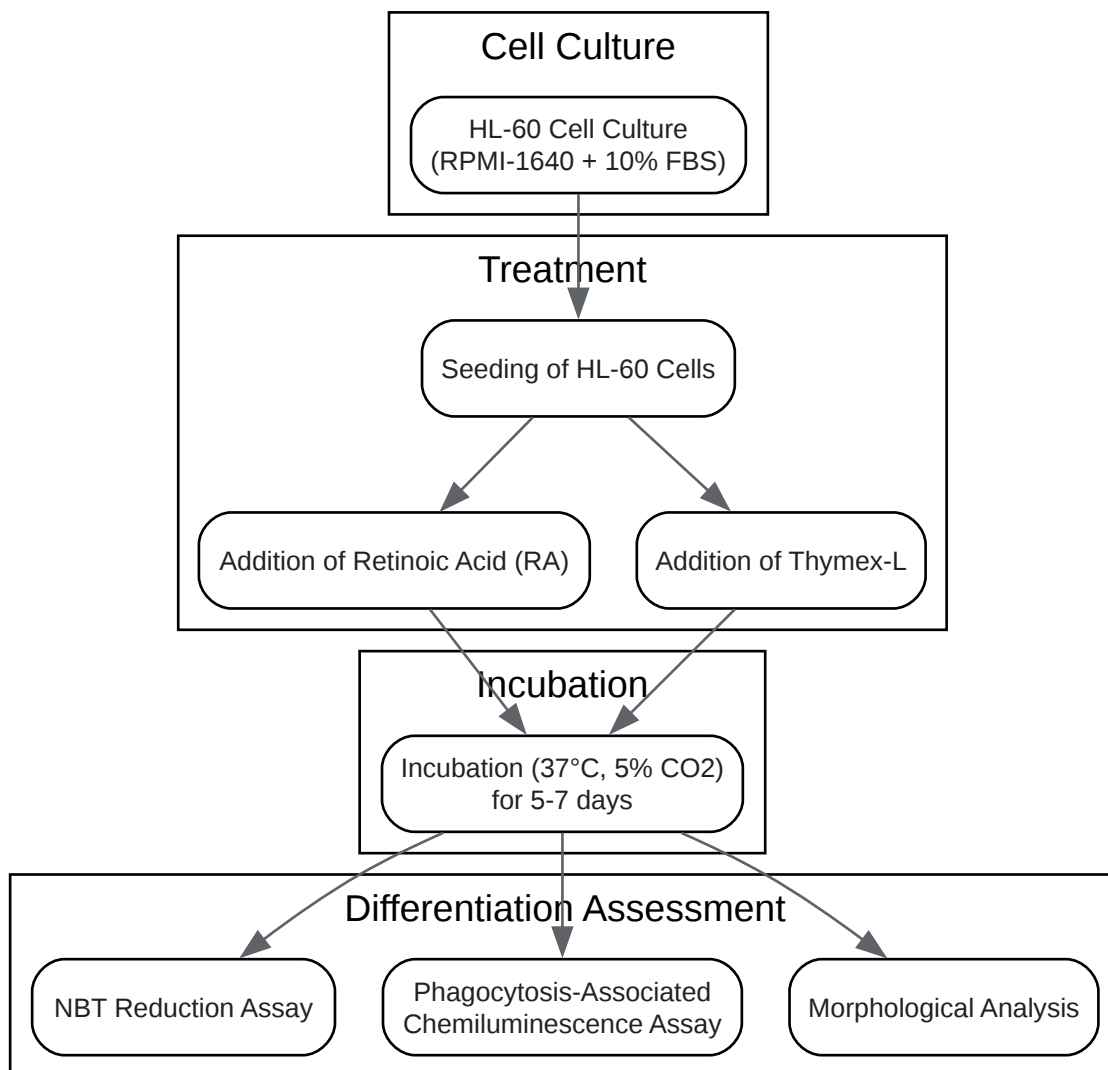 Cell Culture
HL-60 Cell Culture
(RPMI-1640 + 10% FBS)
Treatment
Seeding of HL-60 Cells
Addition of Retinoic Acid (RA)
Addition of Thymex-L
Incubation
Incubation (37°C, 5% CO2)
for 5-7 days
Differentiation Assessment
NBT Reduction Assay
Phagocytosis-Associated
Chemiluminescence Assay
Morphological Analysis